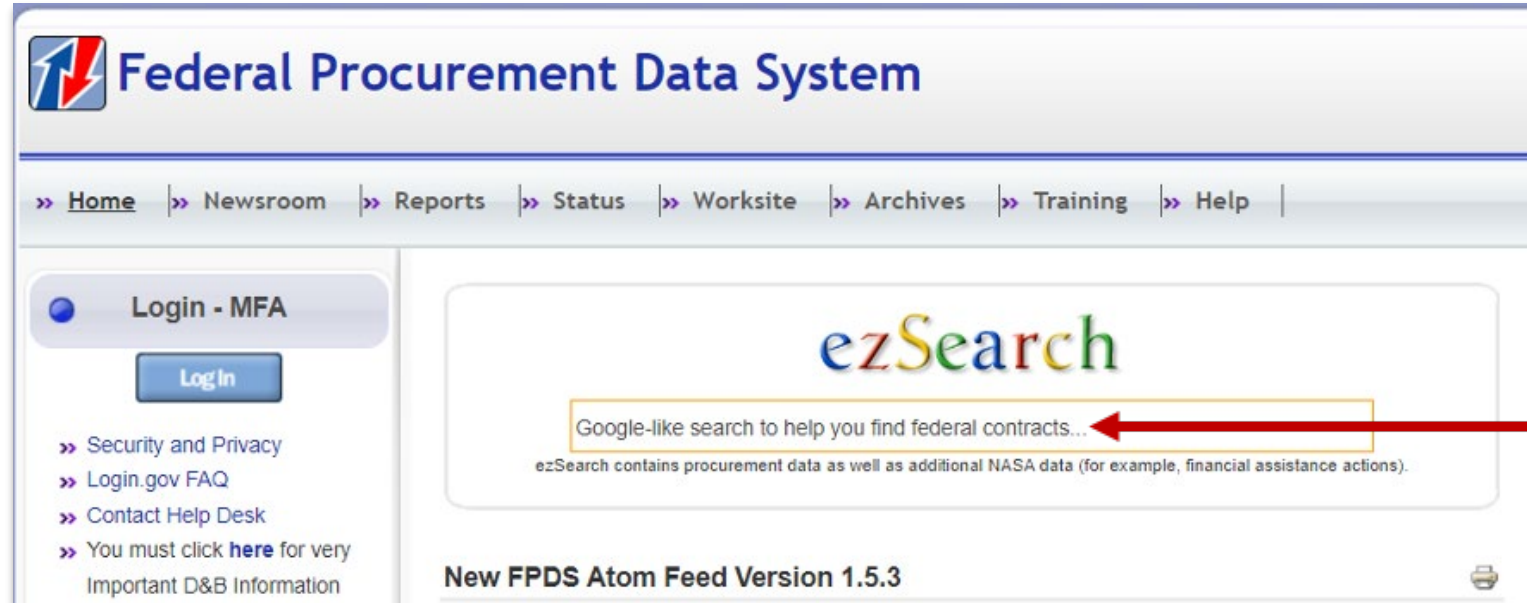 Federal Procurement Data System
» Home » Newsroom » Reports » Status » Worksite » Archives » Training » Help
Login - MFA
Log In
» Security and Privacy
» Login.gov FAQ
» Contact Help Desk
» You must click here for very
Important D&B Information
ezSearch
Google-like search to help you find federal contracts...
ezSearch contains procurement data as well as additional NASA data (for example, financial assistance actions).
New FPDS Atom Feed Version 1.5.3